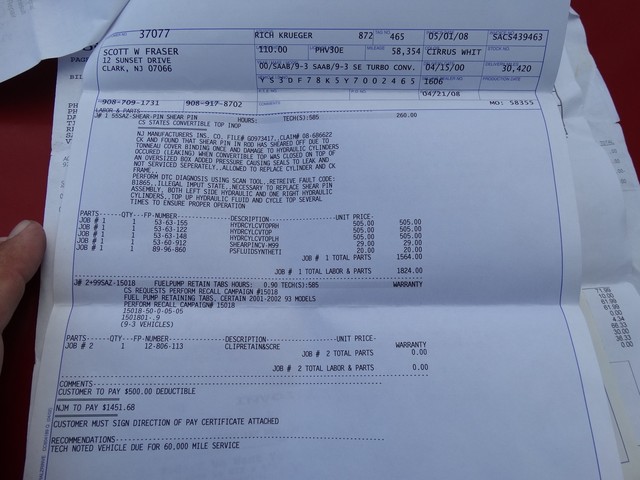 37077
RICH KRUEGER 872 465 05/01/08 SACS439463
SCOTT W FRASER
12 SUNSET DRIVE
CLARK, NJ 07066
110.00 PHV30E 58,354 CIRRUS WHIT
00/SAAB/9-3 SAAB/9-3 SE TURBO CONV. 04/15/00 30,420
Y S 3 D F 7 8 K 5 Y 7 0 0 2 4 6 5 1606
04/21/08
908-709-1731 908-917-8702 MO: 58355
LABOR & PARTS
J# 1 55SAZ-SHEAR-PIN SHEAR PIN HOURS: TECH(S):585 260.00
CS STATES CONVERTIBLE TOP INOP
NJ MANUFACTURERS INS. CO. FILE# G0973417, CLAIM# 08-686622
CK AND FOUND THAT SHEAR PIN IN ROD HAS SHEARED OFF DUE TO
TONNEAU COVER BINDING ONCE AND DAMAGE TO HYDRAULIC CYLINDERS
OCCURED (LEAKING) WHEN CONVERTIBLE TOP WAS CLOSED ON TOP OF
AN OVERSIZED BOX ADDED PRESSURE CAUSING SEALS TO LEAK AND
NOT SERVICED SEPERATELY,.ALLOWED TO REPLACE CYLINDER AND CK
FRAME,.
PERFORM DTC DIAGNOSIS USING SCAN TOOL,.RETREIVE FAULT CODE:
B1865,.ILLEGAL IMPUT STATE,.NECESSARY TO REPLACE SHEAR PIN
ASSEMBLY, BOTH LEFT SIDE HYDRAULIC AND ONE RIGHT HYDRAULIC
CYLINDERS,.TOP UP HYDRAULIC FLUID AND CYCLE TOP SEVERAL
TIMES TO ENSURE PROPER OPERATION
PARTS------QTY---FP-NUMBER---------------DESCRIPTION--------------------UNIT PRICE-
JOB # 1 1 53-63-155 HYDRCYLCVTOPRH 505.00 505.00
JOB # 1 1 53-63-122 HYDRCYLCVTOP 505.00 505.00
JOB # 1 1 53-63-148 HYDRCYLCVTOPLH 505.00 505.00
JOB # 1 1 53-60-912 SHEARPINCV-M99 29.00 29.00
JOB # 1 1 89-96-860 PSFLUIDSYNTHETI 20.00 20.00
JOB # 1 TOTAL PARTS 1564.00
JOB # 1 TOTAL LABOR & PARTS 1824.00
J# 2+99SAZ-15018 FUELPUMP RETAIN TABS HOURS: 0.90 TECH(S):585 WARRANTY
CS REQUESTS PERFORM RECALL CAMPAIGN #15018
FUEL PUMP RETAINING TABS, CERTAIN 2001-2002 93 MODELS
PERFORM RECALL CAMPAIGN# 15018
15018-50-0-05-05
1501801-.9
(9-3 VEHICLES)
PARTS------QTY---FP-NUMBER---------------DESCRIPTION--------------------UNIT PRICE-
JOB # 2 1 12-806-113 CLIPRETAIN&SCRE WARRANTY
JOB # 2 TOTAL PARTS 0.00
JOB # 2 TOTAL LABOR & PARTS 0.00
COMMENTS
CUSTOMER TO PAY $500.00 DEDUCTIBLE
NJM TO PAY $1451.68
CUSTOMER MUST SIGN DIRECTION OF PAY CERTIFICATE ATTACHED
RECOMMENDATIONS
TECH NOTED VEHICLE DUE FOR 60,000 MILE SERVICE